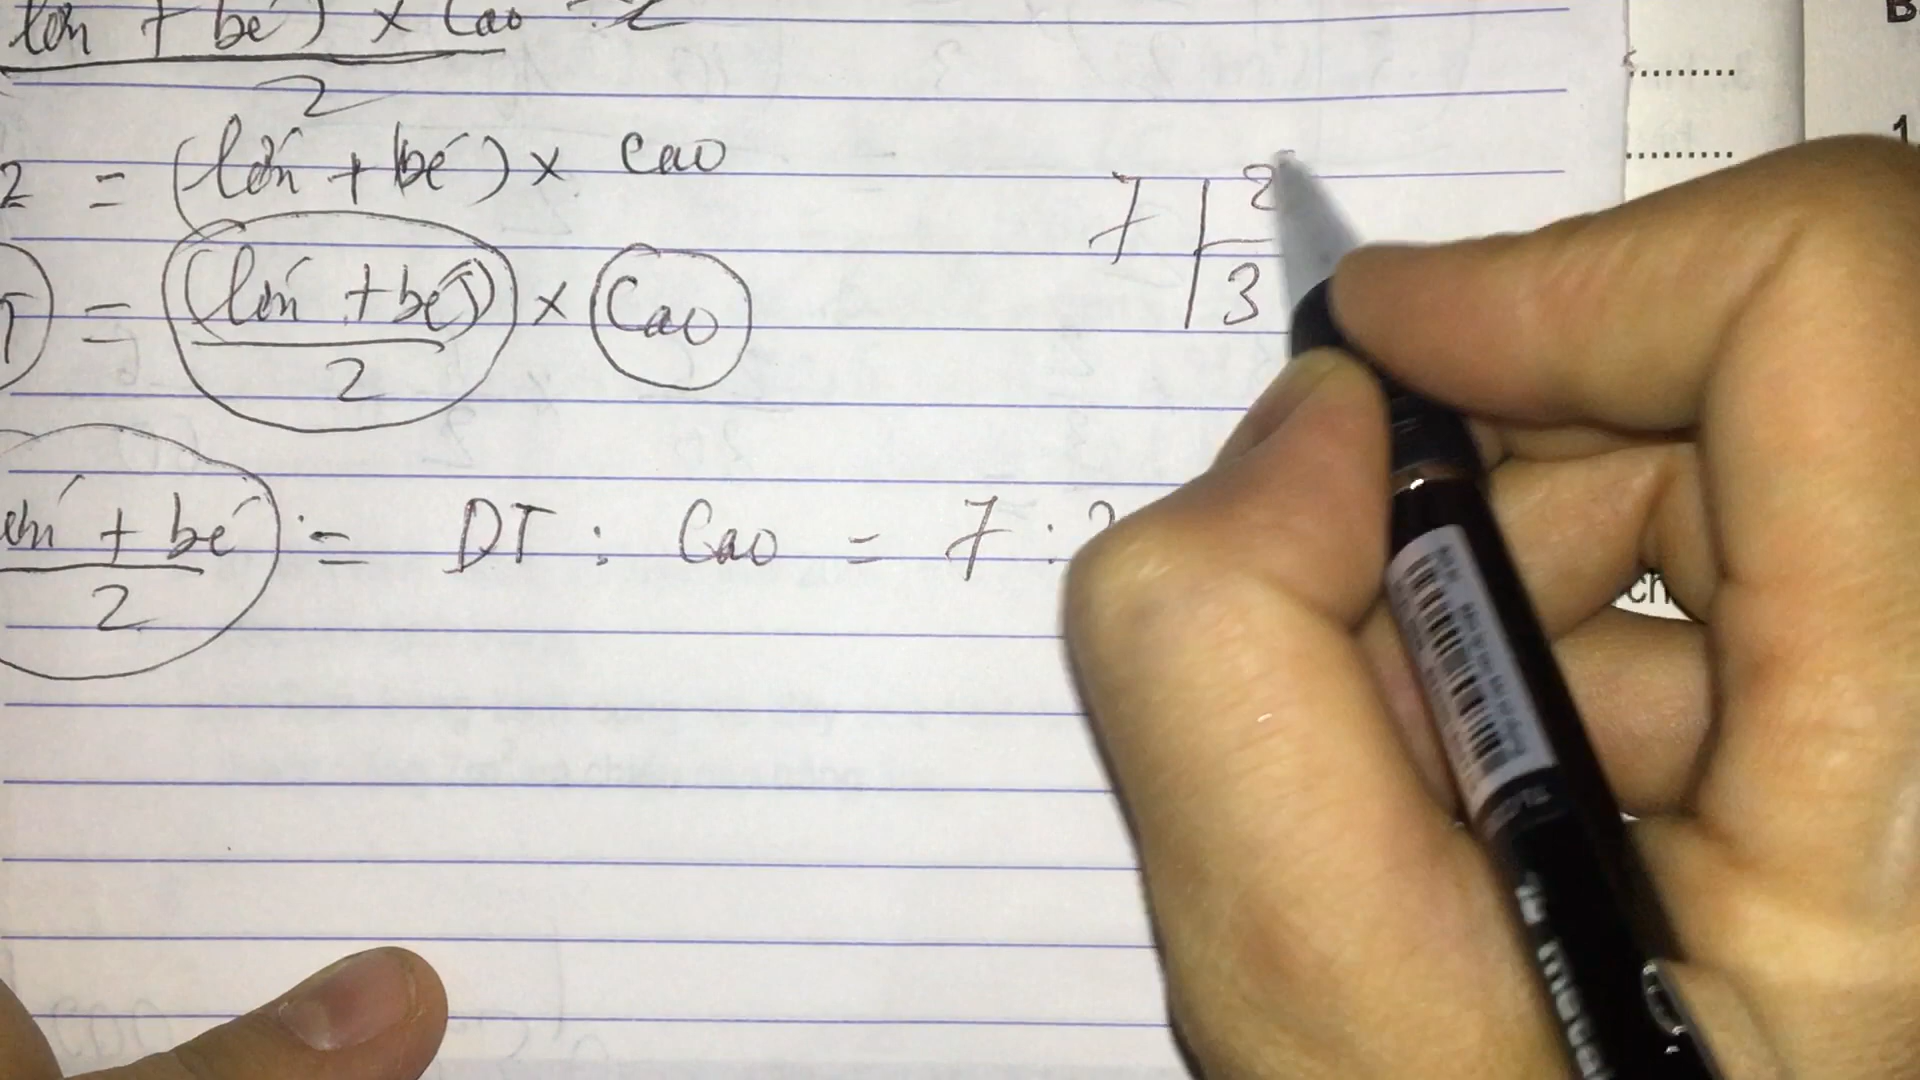 lớn + bé ) x Cao : 2
2
2 = (lớn + bé) x Cao
7 2
3
= (lớn + bé) x Cao
2
lớn + bé = DT : Cao = 7 : 2
2